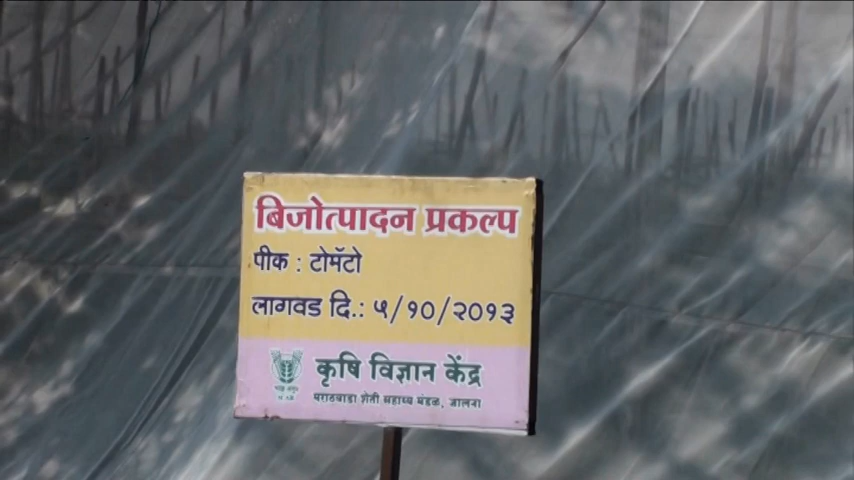 बिजोत्पादन प्रकल्प
पीक : टोमॅटो
लागवड दि.: ५/१०/२०१३
कृषि विज्ञान केंद्र
मराठवाडा शेती सहाय्य मंडळ, जालना